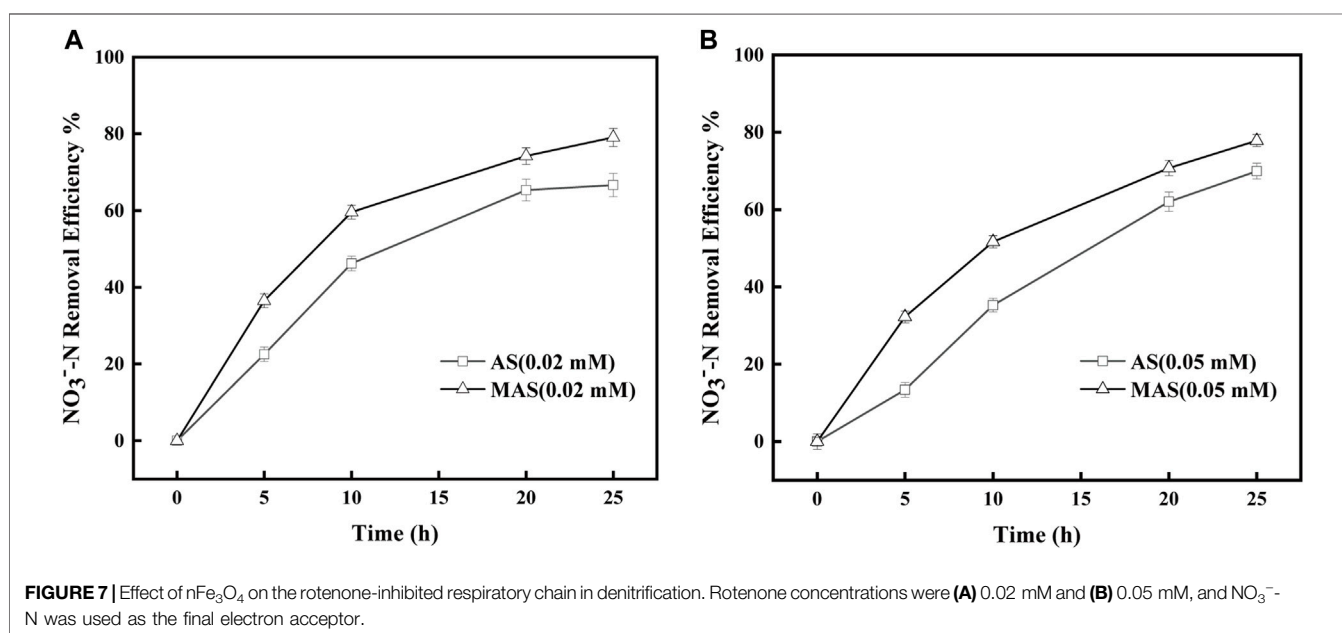 A
NO₃⁻-N Removal Efficiency %
100
80
60
40
20
0
AS(0.02 mM)
MAS(0.02 mM)
0 5 10 15 20 25
Time (h)
B
NO₃⁻-N Removal Efficiency %
100
80
60
40
20
0
AS(0.05 mM)
MAS(0.05 mM)
0 5 10 15 20 25
Time (h)
FIGURE 7 | Effect of nFe₃O₄ on the rotenone-inhibited respiratory chain in denitrification. Rotenone concentrations were (A) 0.02 mM and (B) 0.05 mM, and NO₃⁻-
N was used as the final electron acceptor.